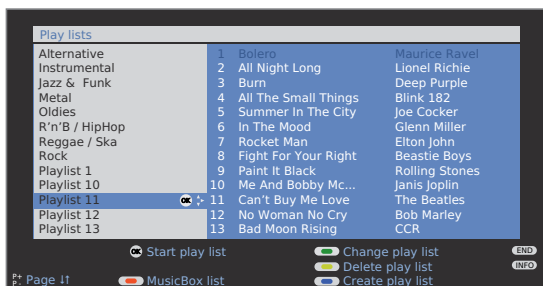 Play lists
Alternative 1 Bolero Maurice Ravel
Instrumental 2 All Night Long Lionel Richie
Jazz & Funk 3 Burn Deep Purple
Metal 4 All The Small Things Blink 182
Oldies 5 Summer In The City Joe Cocker
R'n'B / HipHop 6 In The Mood Glenn Miller
Reggae / Ska 7 Rocket Man Elton John
Rock 8 Fight For Your Right Beastie Boys
Playlist 1 9 Paint It Black Rolling Stones
Playlist 10 10 Me And Bobby Mc... Janis Joplin
Playlist 11 OK 11 Can't Buy Me Love The Beatles
Playlist 12 12 No Woman No Cry Bob Marley
Playlist 13 13 Bad Moon Rising CCR
OK Start play list Change play list END
Delete play list INFO
P+ P- Page ↓↑ MusicBox list Create play list